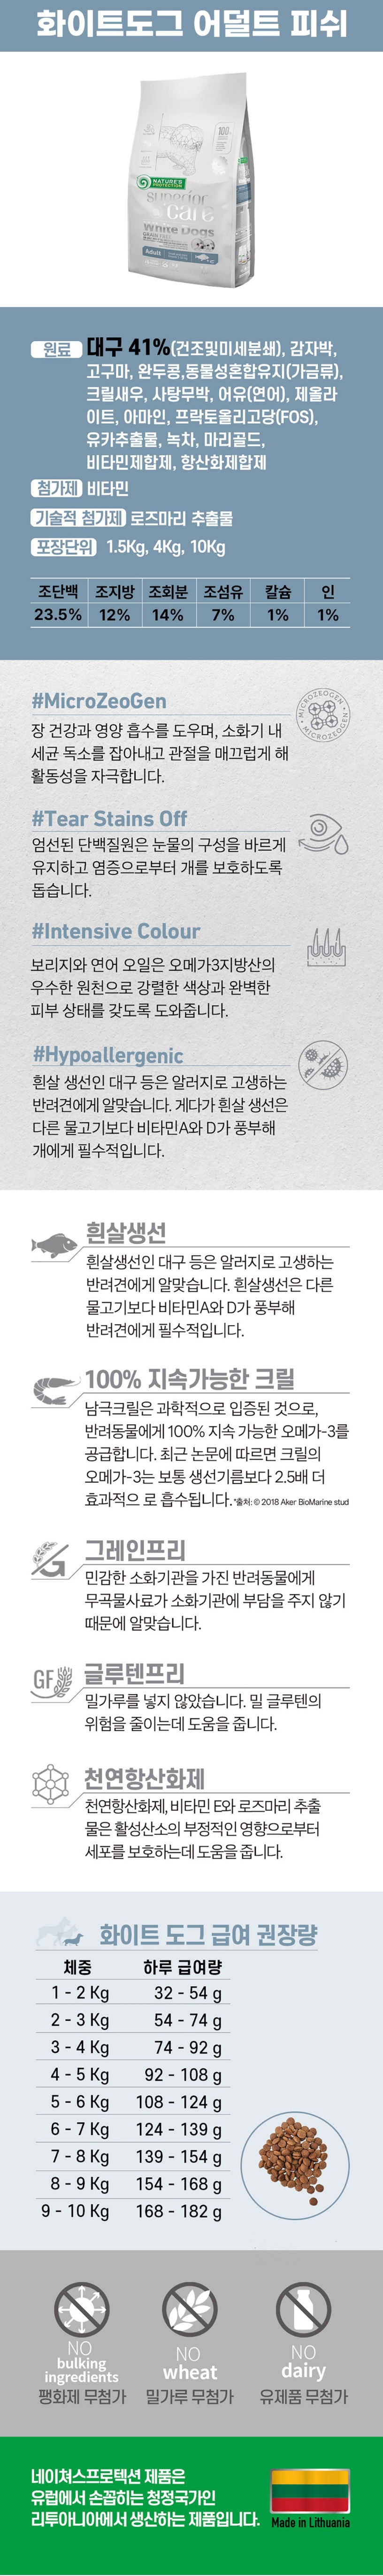 화이트도그 어덜트 피쉬
100%
NATURE'S
PROTECTION
superior
care
White Dogs
GRAIN FREE
Adult
원료 대구 41%(건조및미세분쇄), 감자박,
고구마, 완두콩,동물성혼합유지(가금류),
크릴새우, 사탕무박, 어유(연어), 제올라
이트, 아마인, 프락토올리고당(FOS),
유카추출물, 녹차, 마리골드,
비타민제합제, 항산화제합제
첨가제 비타민
기술적 첨가제 로즈마리 추출물
포장단위 1.5Kg, 4Kg, 10Kg
조단백 조지방 조회분 조섬유 칼슘 인
23.5% 12% 14% 7% 1% 1%
#MicroZeoGen
MICROZEOGEN MICROZEOGEN
장 건강과 영양 흡수를 도우며, 소화기 내
세균 독소를 잡아내고 관절을 매끄럽게 해
활동성을 자극합니다.
#Tear Stains Off
엄선된 단백질원은 눈물의 구성을 바르게
유지하고 염증으로부터 개를 보호하도록
돕습니다.
#Intensive Colour
보리지와 연어 오일은 오메가3지방산의
우수한 원천으로 강렬한 색상과 완벽한
피부 상태를 갖도록 도와줍니다.
#Hypoallergenic
흰살 생선인 대구 등은 알러지로 고생하는
반려견에게 알맞습니다. 게다가 흰살 생선은
다른 물고기보다 비타민A와 D가 풍부해
개에게 필수적입니다.
흰살생선
흰살생선인 대구 등은 알러지로 고생하는
반려견에게 알맞습니다. 흰살생선은 다른
물고기보다 비타민A와 D가 풍부해
반려견에게 필수적입니다.
100% 지속가능한 크릴
남극크릴은 과학적으로 입증된 것으로,
반려동물에게 100% 지속 가능한 오메가-3를
공급합니다. 최근 논문에 따르면 크릴의
오메가-3는 보통 생선기름보다 2.5배 더
효과적으 로 흡수됩니다. *출처: © 2018 Aker BioMarine stud
그레인프리
민감한 소화기관을 가진 반려동물에게
무곡물사료가 소화기관에 부담을 주지 않기
때문에 알맞습니다.
GF 글루텐프리
밀가루를 넣지 않았습니다. 밀 글루텐의
위험을 줄이는데 도움을 줍니다.
천연항산화제
천연항산화제, 비타민 E와 로즈마리 추출
물은 활성산소의 부정적인 영향으로부터
세포를 보호하는데 도움을 줍니다.
화이트 도그 급여 권장량
체중 하루 급여량
1 - 2 Kg 32 - 54 g
2 - 3 Kg 54 - 74 g
3 - 4 Kg 74 - 92 g
4 - 5 Kg 92 - 108 g
5 - 6 Kg 108 - 124 g
6 - 7 Kg 124 - 139 g
7 - 8 Kg 139 - 154 g
8 - 9 Kg 154 - 168 g
9 - 10 Kg 168 - 182 g
NO
bulking
ingredients
팽화제 무첨가
NO
wheat
밀가루 무첨가
NO
dairy
유제품 무첨가
네이쳐스프로텍션 제품은
유럽에서 손꼽히는 청정국가인
리투아니아에서 생산하는 제품입니다.
Made in Lithuania